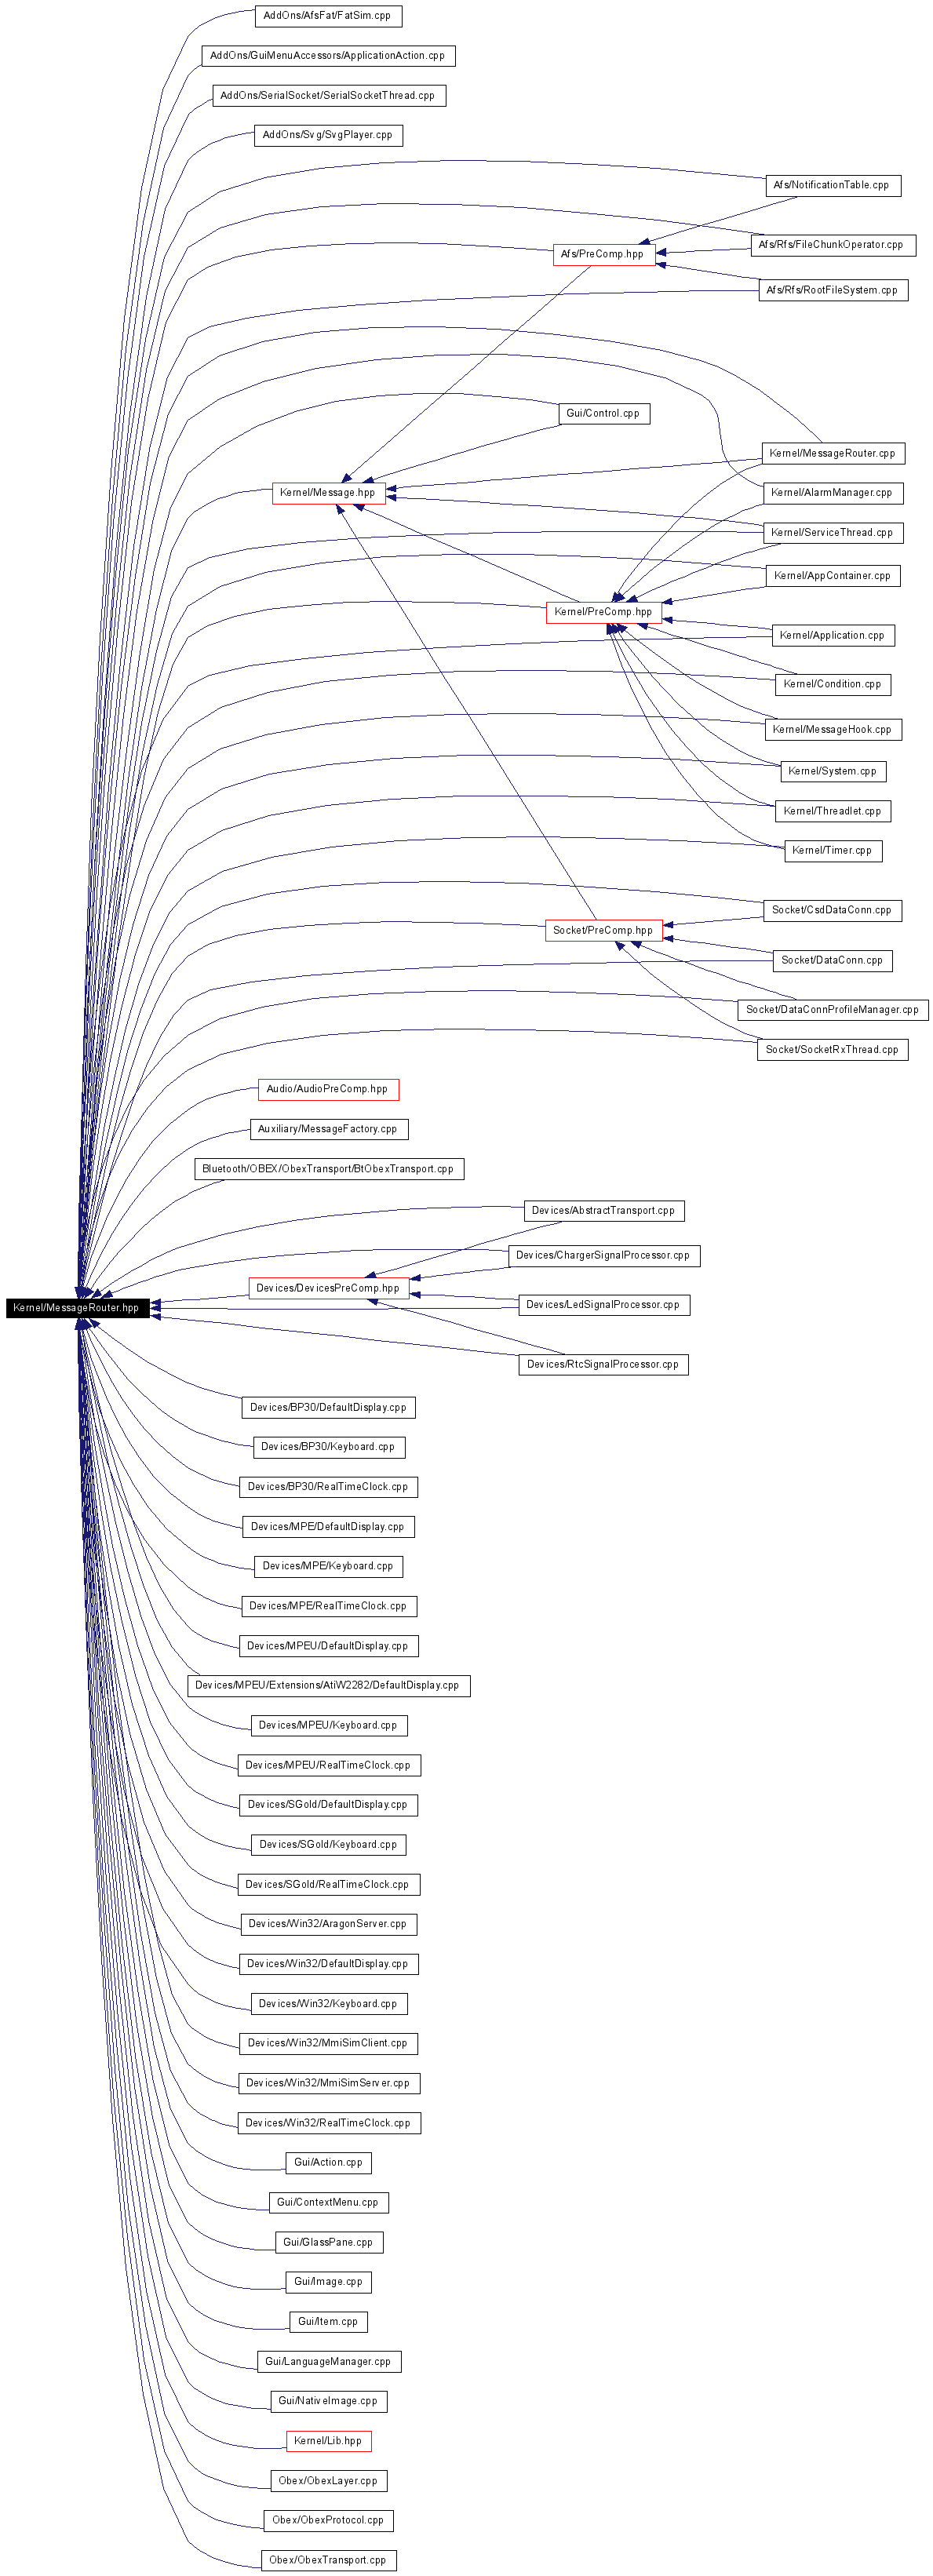 AddOns/AfsFat/FatSim.cpp
AddOns/GuiMenuAccessors/ApplicationAction.cpp
AddOns/SerialSocket/SerialSocketThread.cpp
AddOns/Svg/SvgPlayer.cpp
Afs/NotificationTable.cpp
Afs/Rfs/FileChunkOperator.cpp
Afs/PreComp.hpp
Afs/Rfs/RootFileSystem.cpp
Gui/Control.cpp
Kernel/MessageRouter.cpp
Kernel/Message.hpp
Kernel/AlarmManager.cpp
Kernel/ServiceThread.cpp
Kernel/AppContainer.cpp
Kernel/PreComp.hpp
Kernel/Application.cpp
Kernel/Condition.cpp
Kernel/MessageHook.cpp
Kernel/System.cpp
Kernel/Threadlet.cpp
Kernel/Timer.cpp
Socket/CsdDataConn.cpp
Socket/PreComp.hpp
Socket/DataConn.cpp
Socket/DataConnProfileManager.cpp
Socket/SocketRxThread.cpp
Audio/AudioPreComp.hpp
Auxiliary/MessageFactory.cpp
Bluetooth/OBEX/ObexTransport/BtObexTransport.cpp
Devices/AbstractTransport.cpp
Devices/ChargerSignalProcessor.cpp
Devices/DevicesPreComp.hpp
Devices/LedSignalProcessor.cpp
Kernel/MessageRouter.hpp
Devices/RtcSignalProcessor.cpp
Devices/BP30/DefaultDisplay.cpp
Devices/BP30/Keyboard.cpp
Devices/BP30/RealTimeClock.cpp
Devices/MPE/DefaultDisplay.cpp
Devices/MPE/Keyboard.cpp
Devices/MPE/RealTimeClock.cpp
Devices/MPEU/DefaultDisplay.cpp
Devices/MPEU/Extensions/AtiW2282/DefaultDisplay.cpp
Devices/MPEU/Keyboard.cpp
Devices/MPEU/RealTimeClock.cpp
Devices/SGold/DefaultDisplay.cpp
Devices/SGold/Keyboard.cpp
Devices/SGold/RealTimeClock.cpp
Devices/Win32/AragonServer.cpp
Devices/Win32/DefaultDisplay.cpp
Devices/Win32/Keyboard.cpp
Devices/Win32/MmiSimClient.cpp
Devices/Win32/MmiSimServer.cpp
Devices/Win32/RealTimeClock.cpp
Gui/Action.cpp
Gui/ContextMenu.cpp
Gui/GlassPane.cpp
Gui/Image.cpp
Gui/Item.cpp
Gui/LanguageManager.cpp
Gui/NativeImage.cpp
Kernel/Lib.hpp
Obex/ObexLayer.cpp
Obex/ObexProtocol.cpp
Obex/ObexTransport.cpp